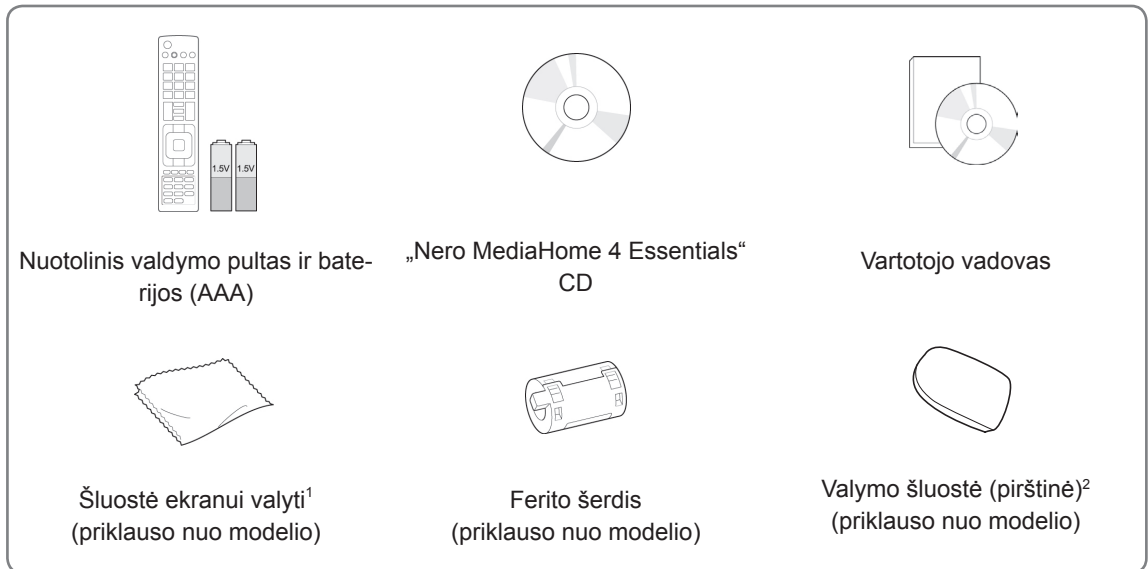 1.5V 1.5V
Nuotolinis valdymo pultas ir bate-
rijos (AAA)
„Nero MediaHome 4 Essentials“
CD
Vartotojo vadovas
Šluostė ekranui valyti¹
(priklauso nuo modelio)
Ferito šerdis
(priklauso nuo modelio)
Valymo šluostė (pirštinė)²
(priklauso nuo modelio)